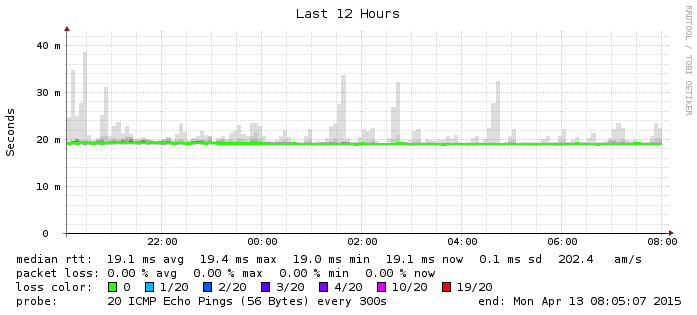 Last 12 Hours
RRDTOOL / TOBI OETIKER
Seconds
40 m
30 m
20 m
10 m
0
22:00 00:00 02:00 04:00 06:00 08:00
median rtt: 19.1 ms avg 19.4 ms max 19.0 ms min 19.1 ms now 0.1 ms sd 202.4 am/s
packet loss: 0.00 % avg 0.00 % max 0.00 % min 0.00 % now
loss color: 0 1/20 2/20 3/20 4/20 10/20 19/20
probe: 20 ICMP Echo Pings (56 Bytes) every 300s end: Mon Apr 13 08:05:07 2015